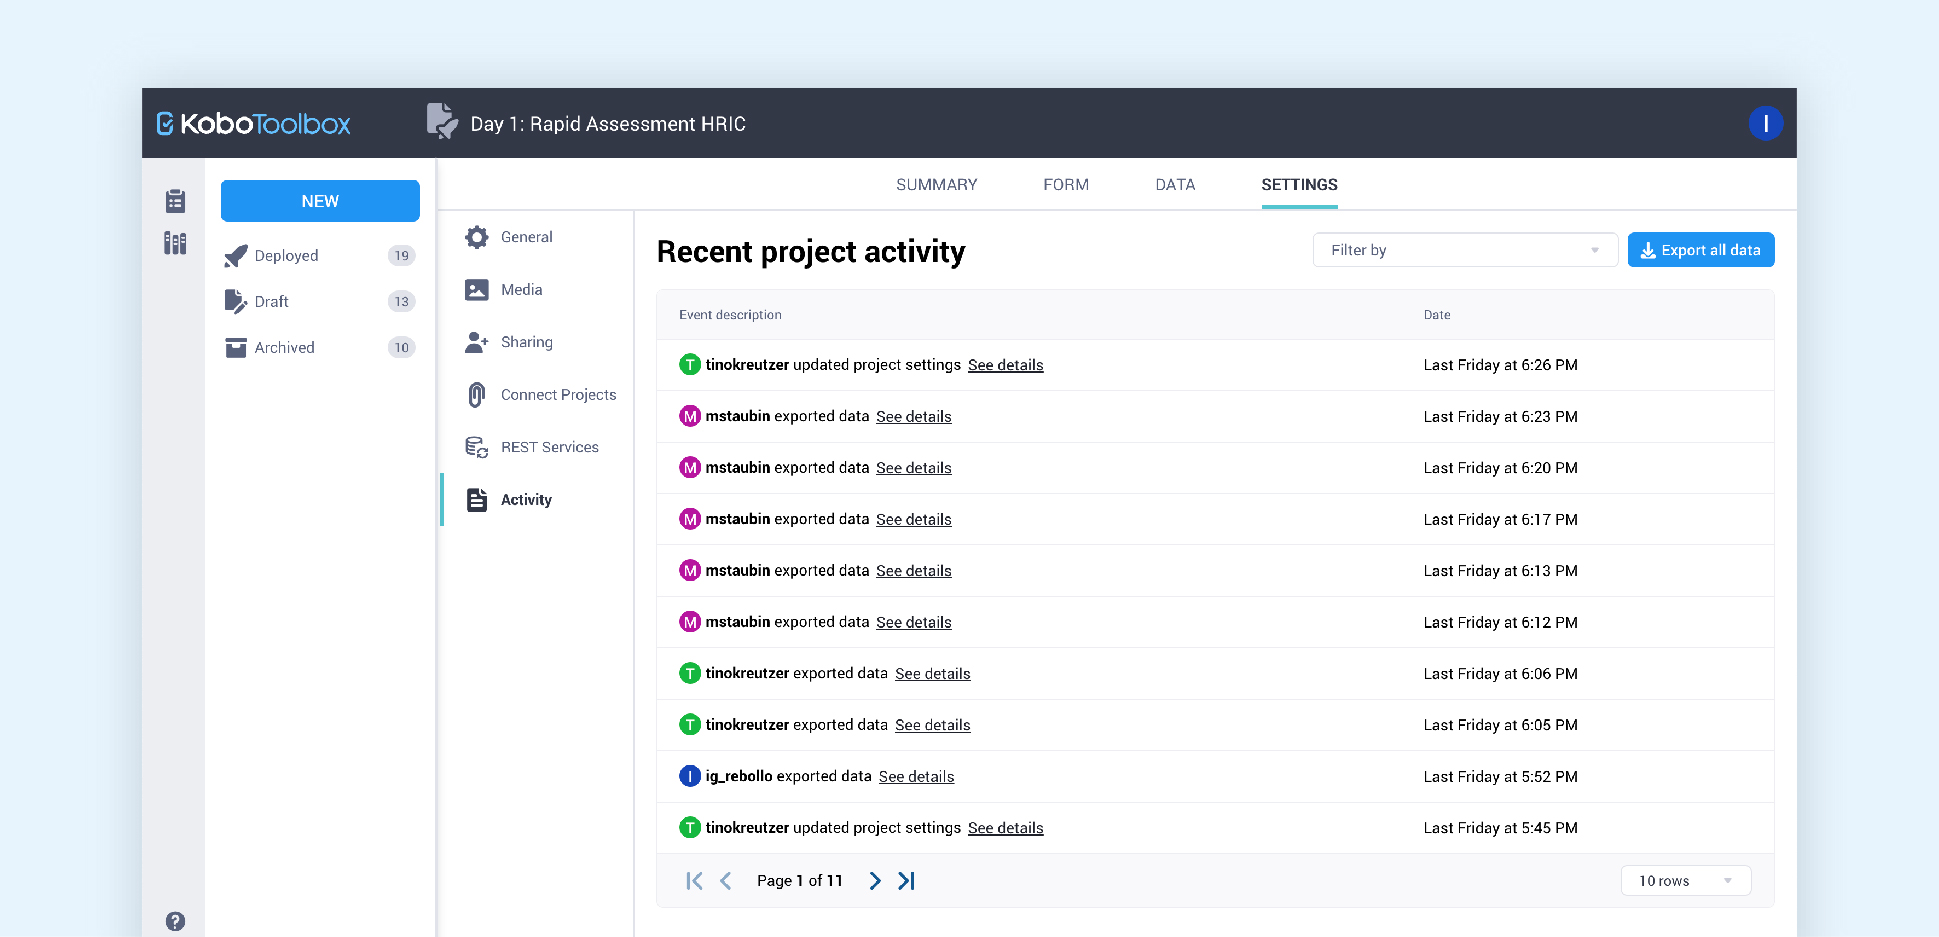 KoboToolbox
Day 1: Rapid Assessment HRIC
I
NEW
Deployed 19
Draft 13
Archived 10
SUMMARY FORM DATA SETTINGS
General
Media
Sharing
Connect Projects
REST Services
Activity
Recent project activity
Filter by
Export all data
Event description Date
T tinokreutzer updated project settings See details Last Friday at 6:26 PM
M mstaubin exported data See details Last Friday at 6:23 PM
M mstaubin exported data See details Last Friday at 6:20 PM
M mstaubin exported data See details Last Friday at 6:17 PM
M mstaubin exported data See details Last Friday at 6:13 PM
M mstaubin exported data See details Last Friday at 6:12 PM
T tinokreutzer exported data See details Last Friday at 6:06 PM
T tinokreutzer exported data See details Last Friday at 6:05 PM
I ig_rebollo exported data See details Last Friday at 5:52 PM
T tinokreutzer updated project settings See details Last Friday at 5:45 PM
Page 1 of 11
10 rows
?